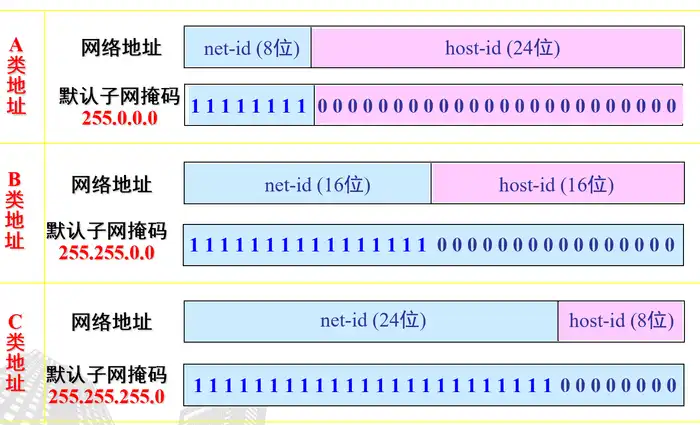 A类地址
网络地址
net-id (8位)
host-id (24位)
默认子网掩码
255.0.0.0
1 1 1 1 1 1 1 1 0 0 0 0 0 0 0 0 0 0 0 0 0 0 0 0 0 0 0 0 0 0 0 0
B类地址
网络地址
net-id (16位)
host-id (16位)
默认子网掩码
255.255.0.0
1 1 1 1 1 1 1 1 1 1 1 1 1 1 1 1 0 0 0 0 0 0 0 0 0 0 0 0 0 0 0 0
C类地址
网络地址
net-id (24位)
host-id (8位)
默认子网掩码
255.255.255.0
1 1 1 1 1 1 1 1 1 1 1 1 1 1 1 1 1 1 1 1 1 1 1 1 0 0 0 0 0 0 0 0